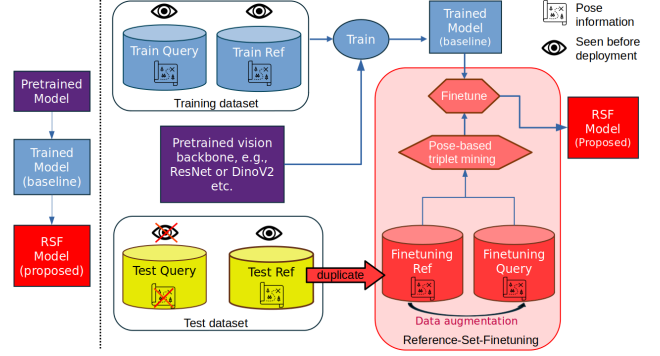 Pretrained
Model
Trained
Model
(baseline)
RSF
Model
(proposed)
Train Query
Train Ref
Training dataset
Train
Trained
Model
(baseline)
Pose
information
Seen before
deployment
Pretrained vision
backbone, e.g.,
ResNet or DinoV2
etc.
Finetune
RSF
Model
(Proposed)
Pose-based
triplet mining
Test Query
Test Ref
Test dataset
duplicate
Finetuning
Ref
Finetuning
Query
Data augmentation
Reference-Set-Finetuning